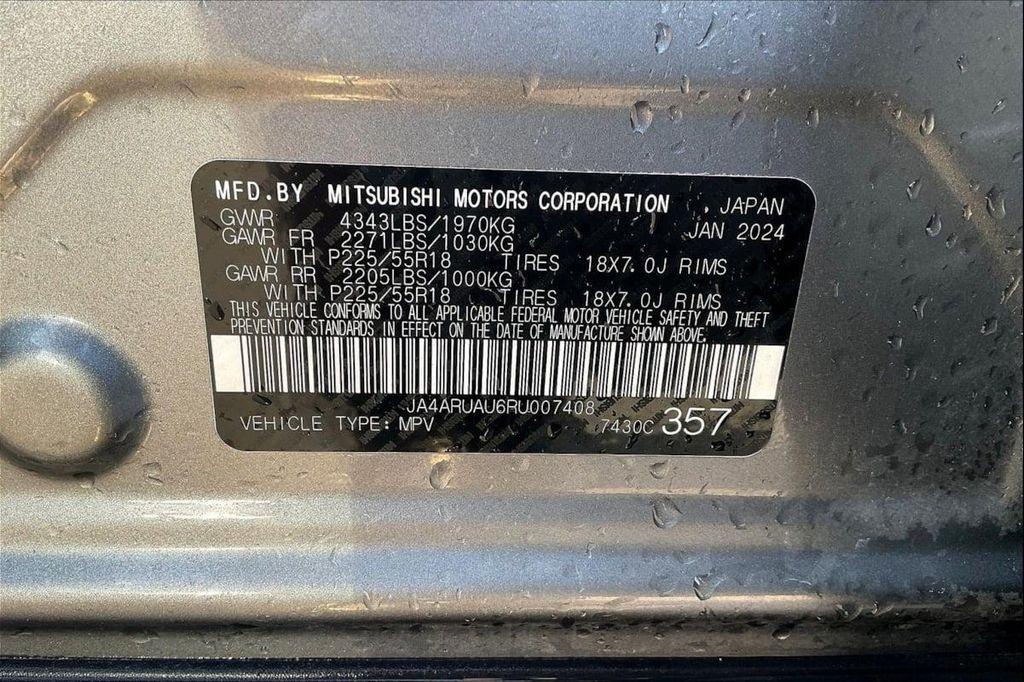 MFD.BY MITSUBISHI MOTORS CORPORATION , JAPAN
GVWR 4343LBS/1970KG JAN 2024
GAWR FR 2271LBS/1030KG
WITH P225/55R18 TIRES 18X7.0J RIMS
GAWR RR 2205LBS/1000KG
WITH P225/55R18 TIRES 18X7.0J RIMS
THIS VEHICLE CONFORMS TO ALL APPLICABLE FEDERAL MOTOR VEHICLE SAFETY AND THEFT
PREVENTION STANDARDS IN EFFECT ON THE DATE OF MANUFACTURE SHOWN ABOVE.
JA4ARUAU6RU007408
VEHICLE TYPE: MPV 7430C 357